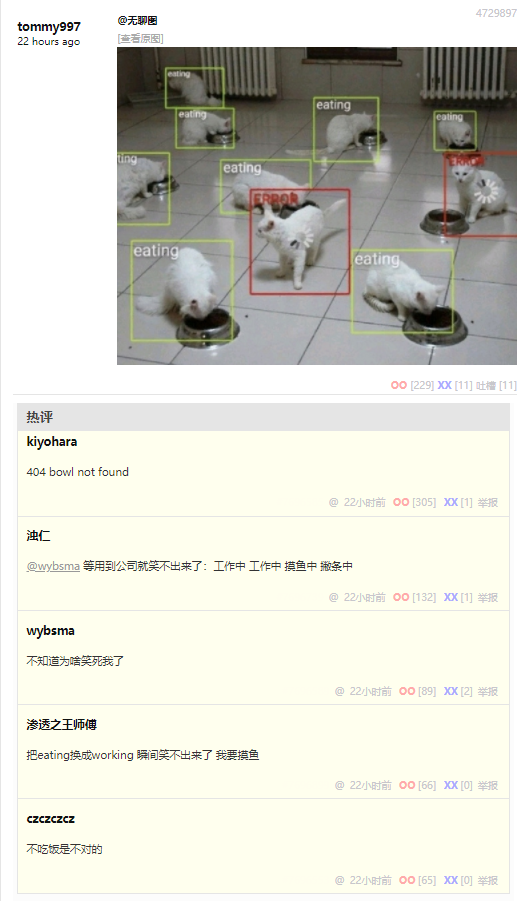 4729897
tommy997
22 hours ago
@无聊图
[查看原图]
eating
eating
eating
eating
eating
eating
ERROR
ERROR
eating
eating
OO [229] XX [11] 吐槽 [11]
热评
kiyohara
404 bowl not found
@ 22小时前 OO [305] XX [1] 举报
浊仁
@wybsma 等用到公司就笑不出来了：工作中 工作中 摸鱼中 撇条中
@ 22小时前 OO [132] XX [1] 举报
wybsma
不知道为啥笑死我了
@ 22小时前 OO [89] XX [2] 举报
渗透之王师傅
把eating换成working 瞬间笑不出来了 我要摸鱼
@ 22小时前 OO [66] XX [0] 举报
czczczcz
不吃饭是不对的
@ 22小时前 OO [65] XX [0] 举报